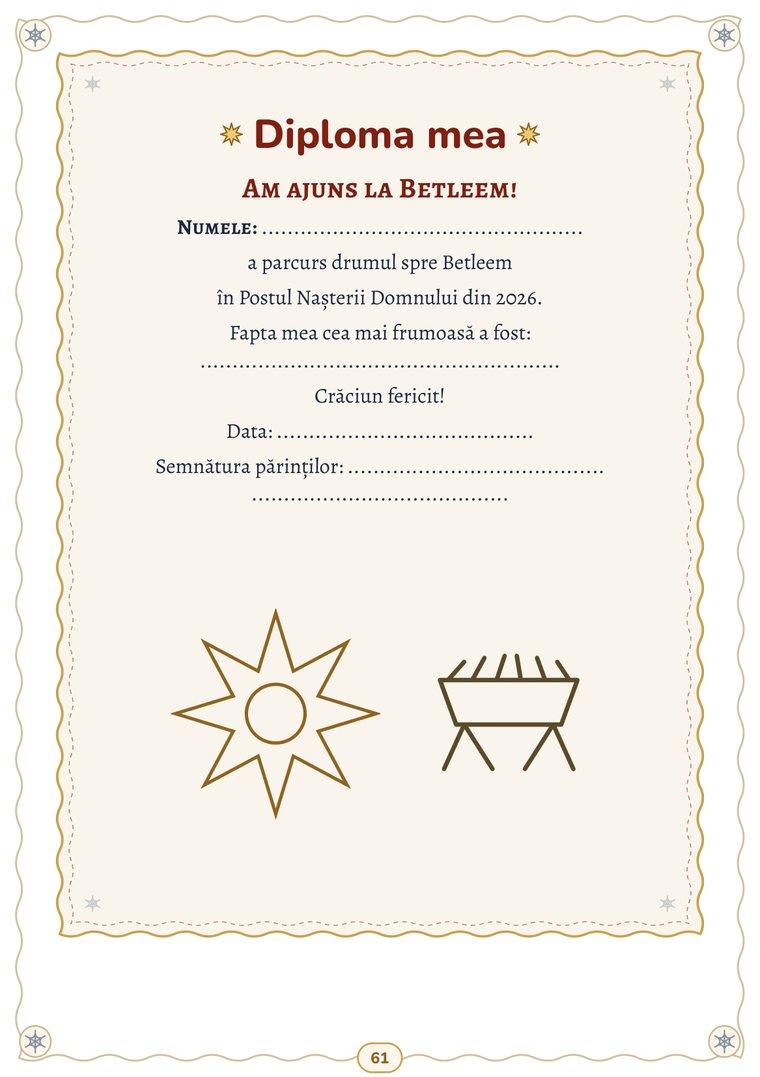 Diploma mea
Am ajuns la Betleem!
Numele: ...................................................
a parcurs drumul spre Betleem
în Postul Nașterii Domnului din 2026.
Fapta mea cea mai frumoasă a fost:
.........................................................
Crăciun fericit!
Data: .........................................
Semnătura părinților: .........................................
.........................................
61